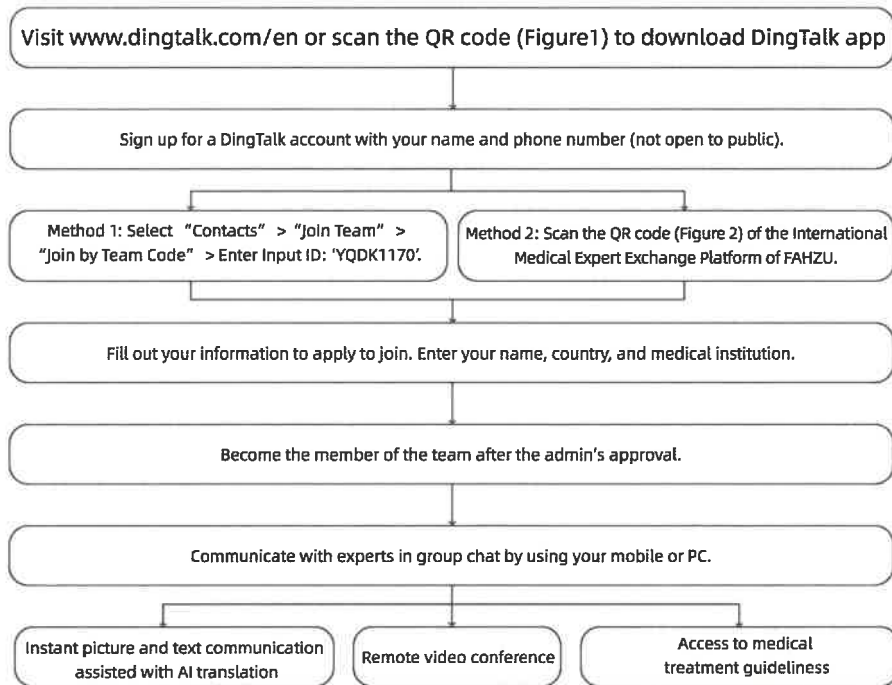 Visit www.dingtalk.com/en or scan the QR code (Figure1) to download DingTalk app
Sign up for a DingTalk account with your name and phone number (not open to public).
Method 1: Select “Contacts” > “Join Team” >
“Join by Team Code” > Enter Input ID: ‘YQDK1170’.
Method 2: Scan the QR code (Figure 2) of the International
Medical Expert Exchange Platform of FAHZU.
Fill out your information to apply to join. Enter your name, country, and medical institution.
Become the member of the team after the admin’s approval.
Communicate with experts in group chat by using your mobile or PC.
Instant picture and text communication
assisted with AI translation
Remote video conference
Access to medical
treatment guideliness